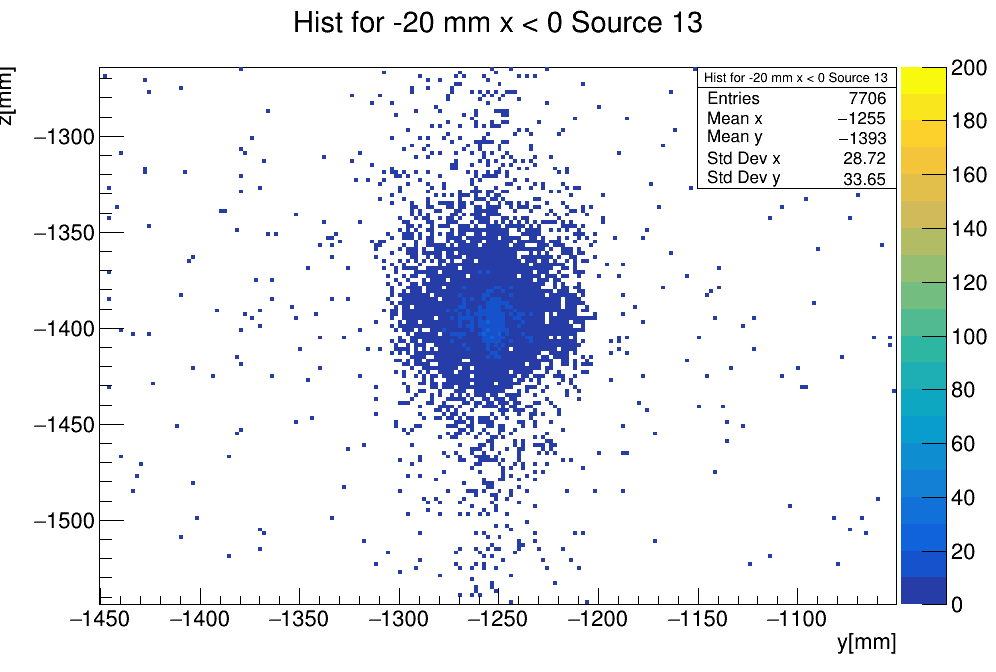 Hist for -20 mm x < 0 Source 13
z[mm]
Hist for -20 mm x < 0 Source 13
Entries 7706
Mean x −1255
Mean y −1393
Std Dev x 28.72
Std Dev y 33.65
−1300
−1350
−1400
−1450
−1500
−1450 −1400 −1350 −1300 −1250 −1200 −1150 −1100
y[mm]
200
180
160
140
120
100
80
60
40
20
0